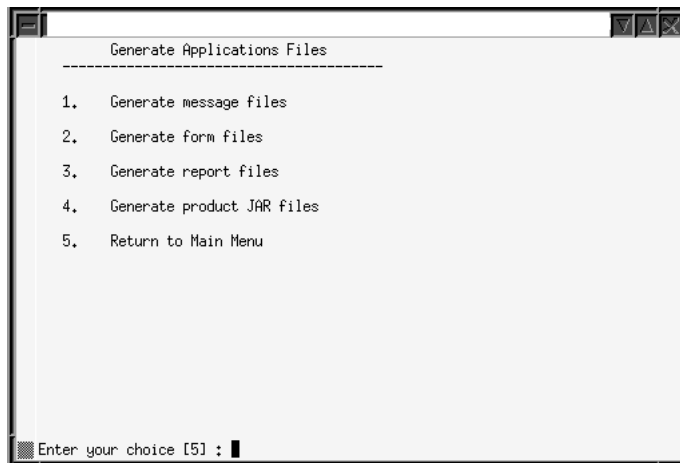 Generate Applications Files
----------------------------------------
1. Generate message files
2. Generate form files
3. Generate report files
4. Generate product JAR files
5. Return to Main Menu
Enter your choice [5] :